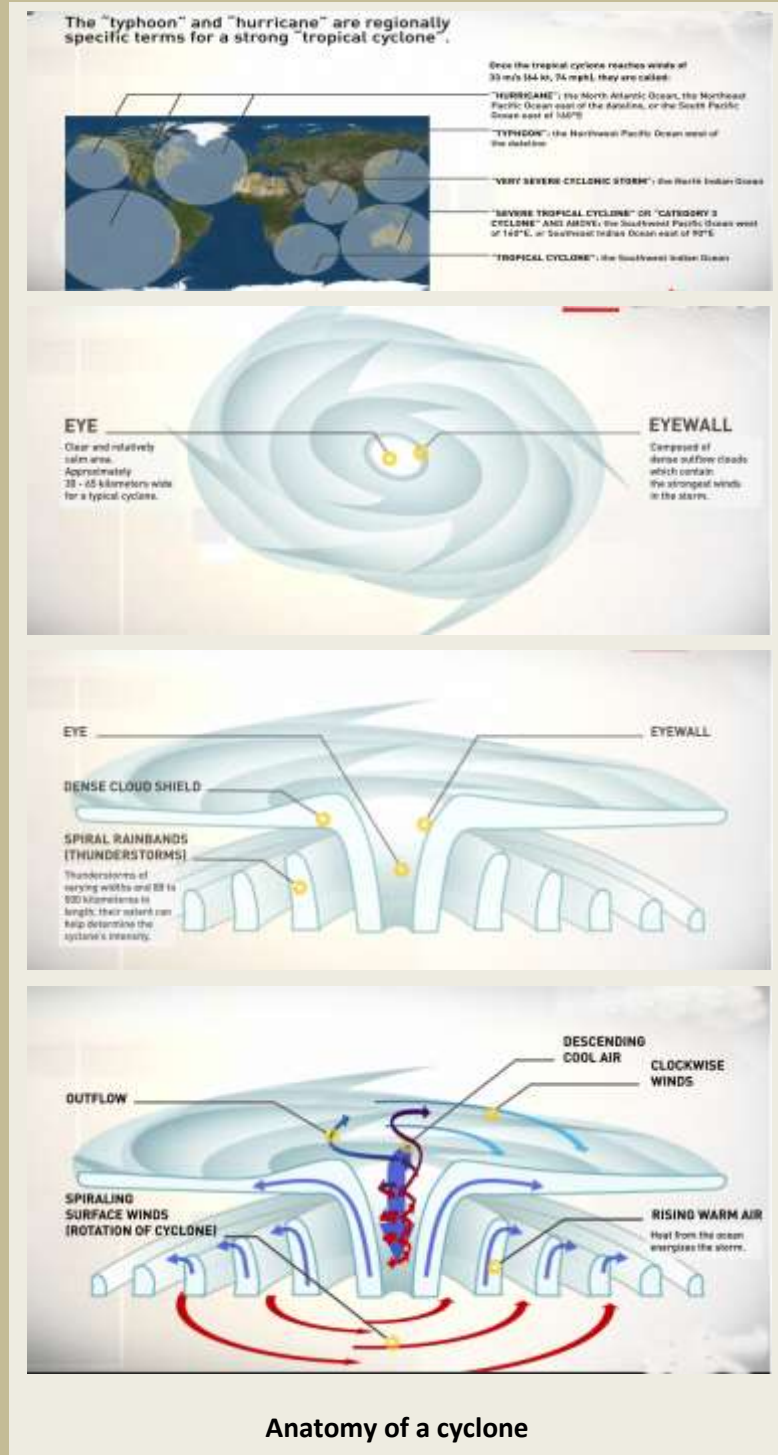 The "typhoon" and "hurricane" are regionally
specific terms for a strong "tropical cyclone".
Once the tropical cyclone reaches winds of
33 m/s (64 kn, 74 mph), they are called:
"HURRICANE": the North Atlantic Ocean, the Northeast
Pacific Ocean east of the dateline, or the South Pacific
Ocean east of 160°E
"TYPHOON": the Northwest Pacific Ocean west of
the dateline
"VERY SEVERE CYCLONIC STORM": the North Indian Ocean
"SEVERE TROPICAL CYCLONE" OR "CATEGORY 3
CYCLONE" AND ABOVE: the Southwest Pacific Ocean west
of 160°E, or Southeast Indian Ocean east of 90°E
"TROPICAL CYCLONE": the Southwest Indian Ocean
EYE
Clear and relatively
calm area.
Approximately
30 - 65 kilometers wide
for a typical cyclone.
EYEWALL
Composed of
dense outflow clouds
which contain
the strongest winds
in the storm.
EYE
EYEWALL
DENSE CLOUD SHIELD
SPIRAL RAINBANDS
(THUNDERSTORMS)
Thunderstorms of
varying widths and 80 to
500 kilometers in
length; their extent can
help determine the
cyclone's intensity.
DESCENDING
COOL AIR
CLOCKWISE
WINDS
OUTFLOW
SPIRALING
SURFACE WINDS
(ROTATION OF CYCLONE)
RISING WARM AIR
Heat from the ocean
energizes the storm.
Anatomy of a cyclone